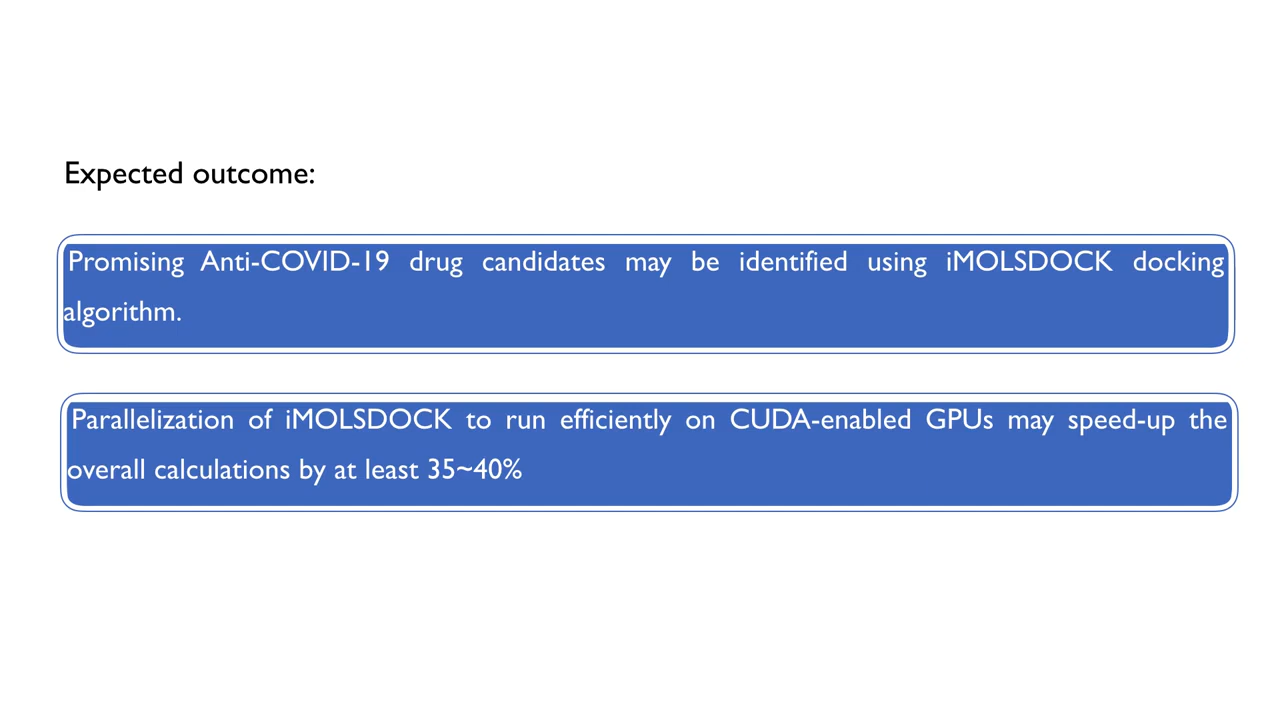 Expected outcome:
Promising Anti-COVID-19 drug candidates may be identified using iMOLSDOCK docking
algorithm.
Parallelization of iMOLSDOCK to run efficiently on CUDA-enabled GPUs may speed-up the
overall calculations by at least 35~40%